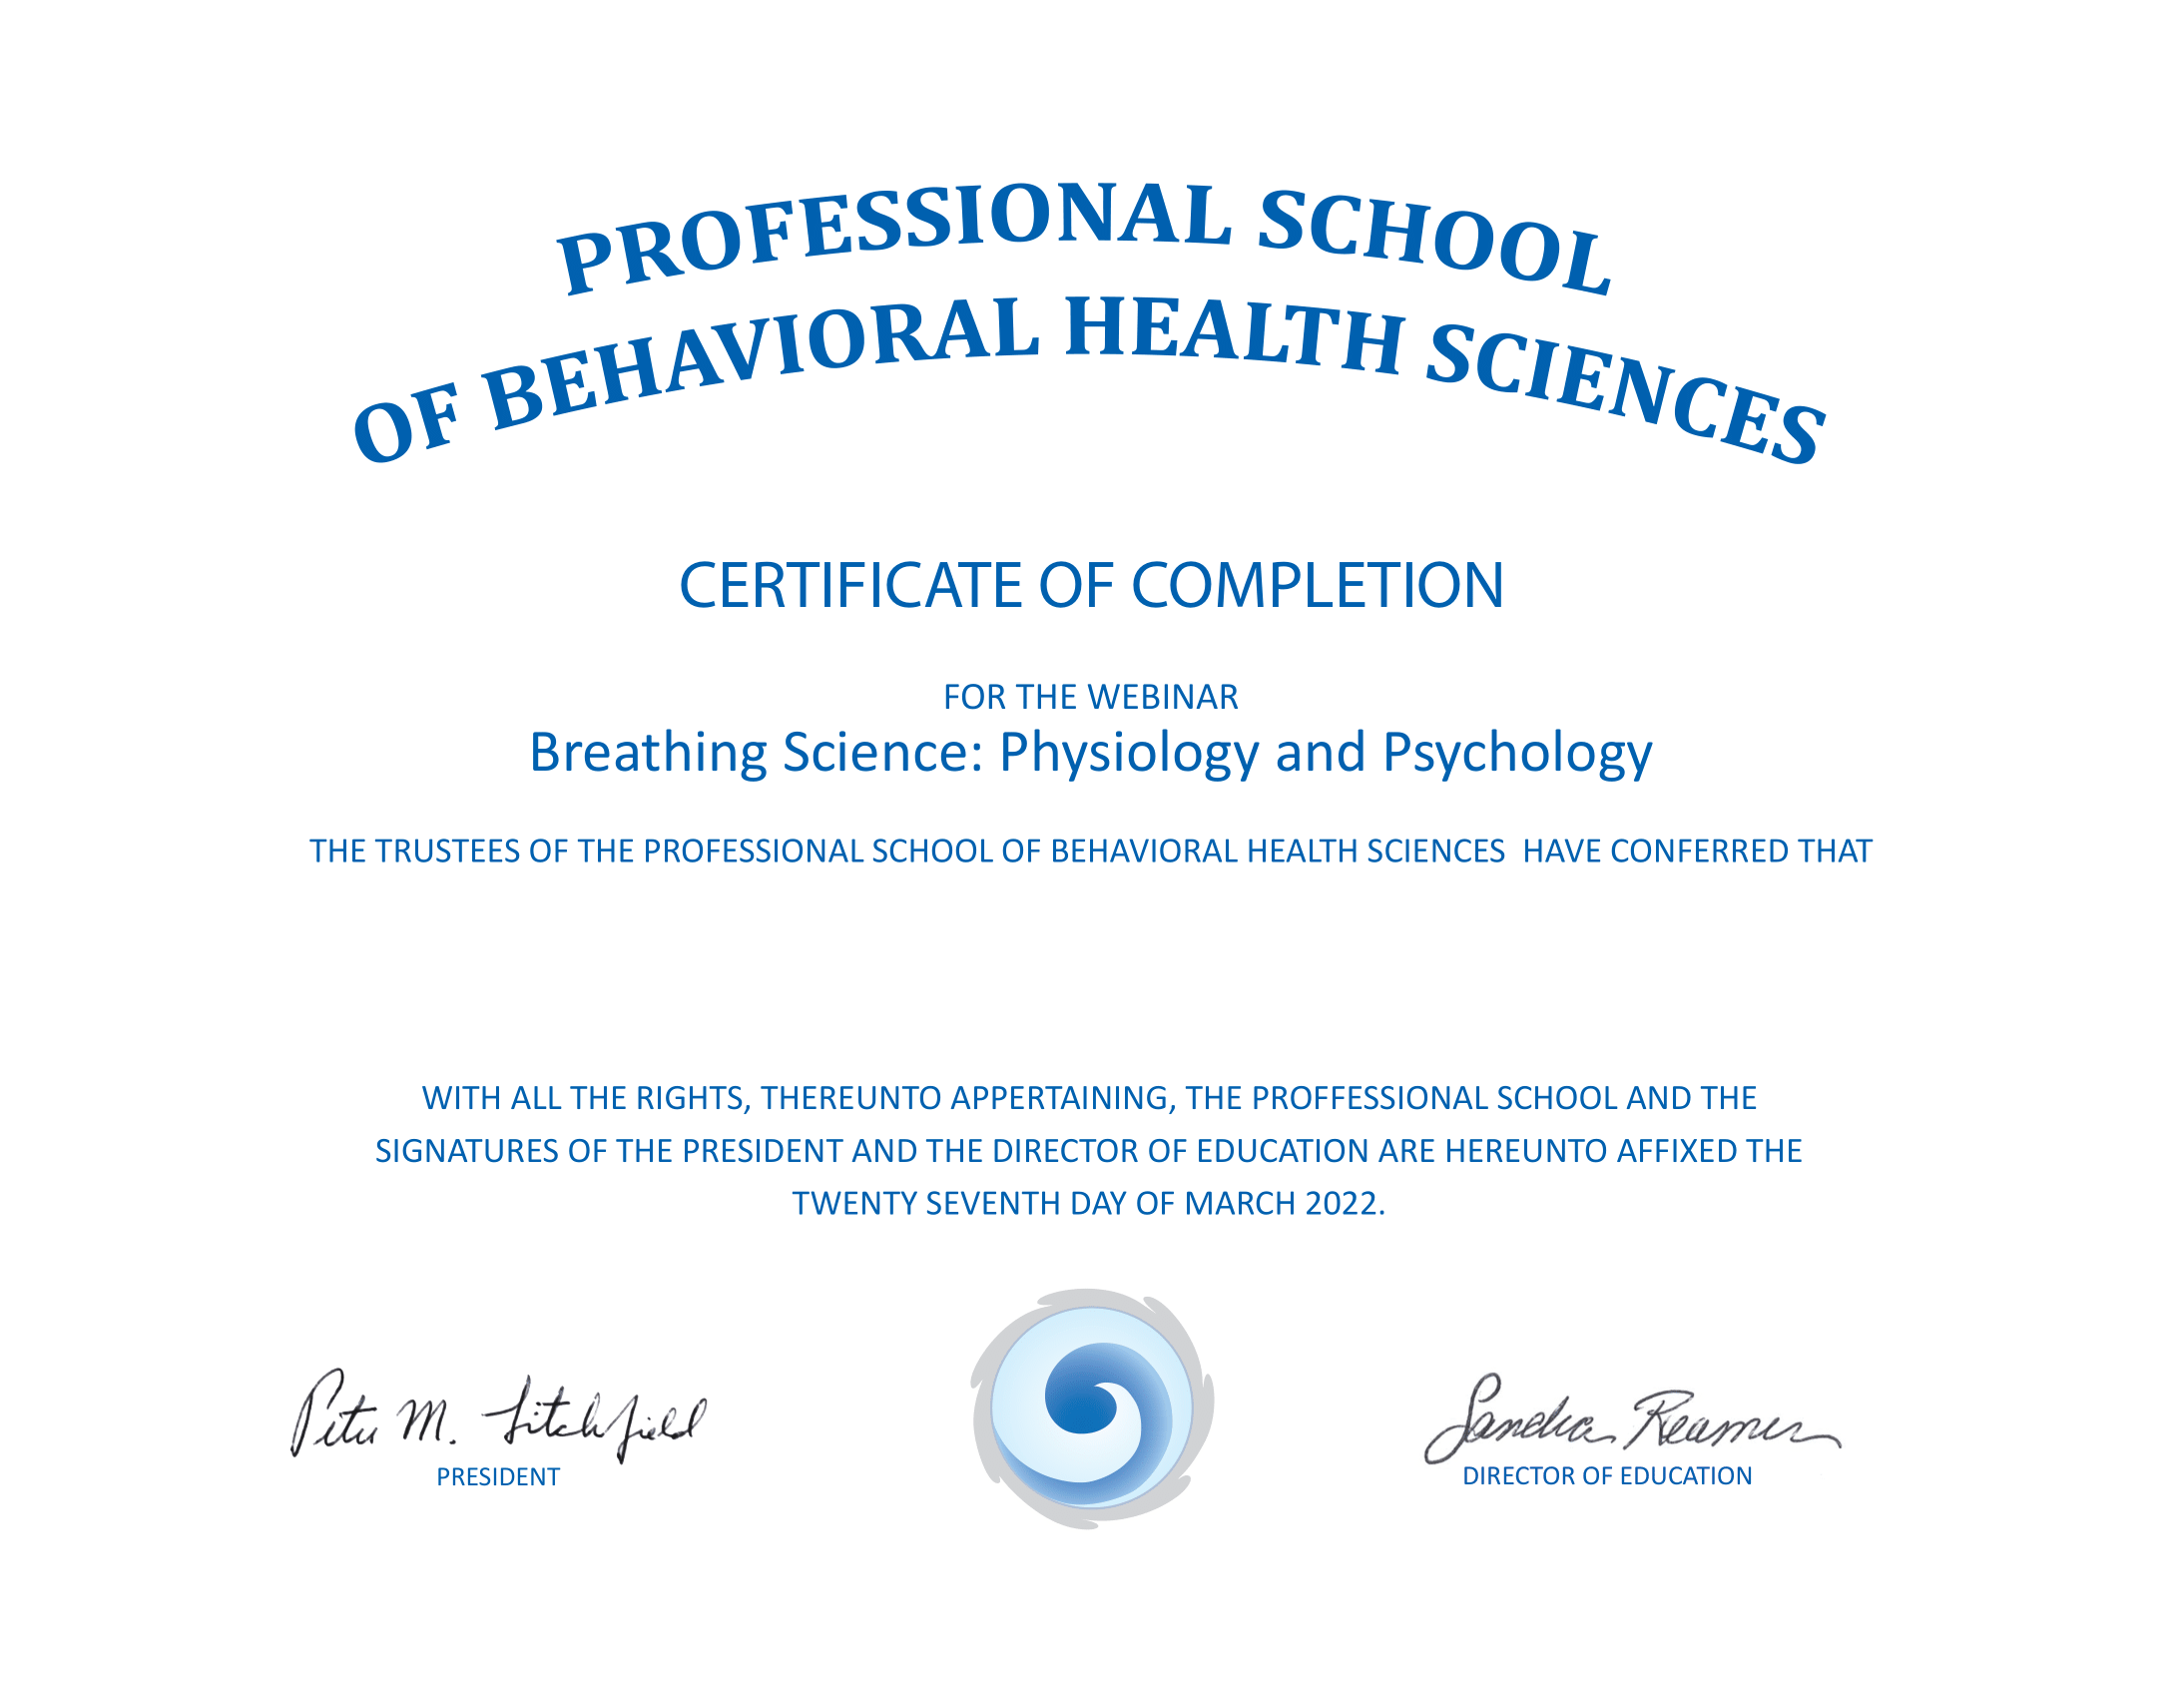 PROFESSIONAL SCHOOL
OF BEHAVIORAL HEALTH SCIENCES
CERTIFICATE OF COMPLETION
FOR THE WEBINAR
Breathing Science: Physiology and Psychology
THE TRUSTEES OF THE PROFESSIONAL SCHOOL OF BEHAVIORAL HEALTH SCIENCES HAVE CONFERRED THAT
WITH ALL THE RIGHTS, THEREUNTO APPERTAINING, THE PROFFESSIONAL SCHOOL AND THE
SIGNATURES OF THE PRESIDENT AND THE DIRECTOR OF EDUCATION ARE HEREUNTO AFFIXED THE
TWENTY SEVENTH DAY OF MARCH 2022.
Peter M. Litchfield
PRESIDENT
Sandra Reamer
DIRECTOR OF EDUCATION